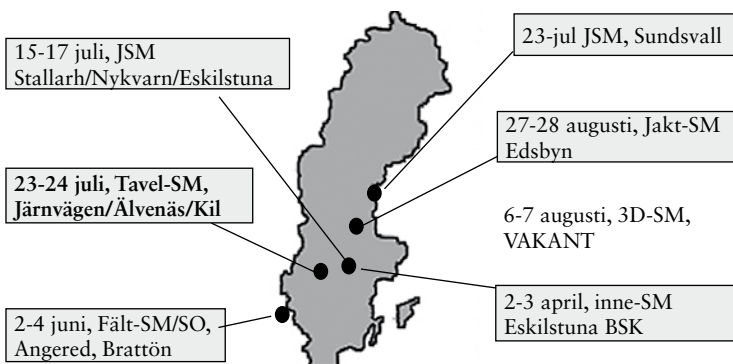 15-17 juli, JSM
Stallarh/Nykvarn/Eskilstuna
23-24 juli, Tavel-SM,
Järnvägen/Älvenäs/Kil
2-4 juni, Fält-SM/SO,
Angered, Brattön
23-jul JSM, Sundsvall
27-28 augusti, Jakt-SM
Edsbyn
6-7 augusti, 3D-SM,
VAKANT
2-3 april, inne-SM
Eskilstuna BSK